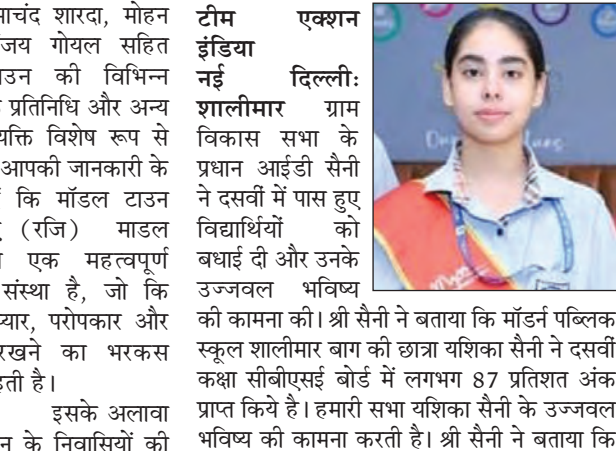 माचंद शारदा, मोहन
जय गोयल सहित
उन की विभिन्न
प्रतिनिधि और अन्य
यक्ति विशेष रूप से
आपकी जानकारी के
कि मॉडल टाउन
(रजि) माडल
एक महत्वपूर्ण
संस्था है, जो कि
प्यार, परोपकार और
रखने का भरकस
हती है।
इसके अलावा
न के निवासियों की
टीम एक्शन
इंडिया
नई दिल्लीः
शालीमार ग्राम
विकास सभा के
प्रधान आईडी सैनी
ने दसवीं में पास हुए
विद्यार्थियों को
बधाई दी और उनके
उज्जवल भविष्य
की कामना की। श्री सैनी ने बताया कि मॉडर्न पब्लिक
स्कूल शालीमार बाग की छात्रा यशिका सैनी ने दसवीं
कक्षा सीबीएसई बोर्ड में लगभग 87 प्रतिशत अंक
प्राप्त किये है। हमारी सभा यशिका सैनी के उज्जवल
भविष्य की कामना करती है। श्री सैनी ने बताया कि